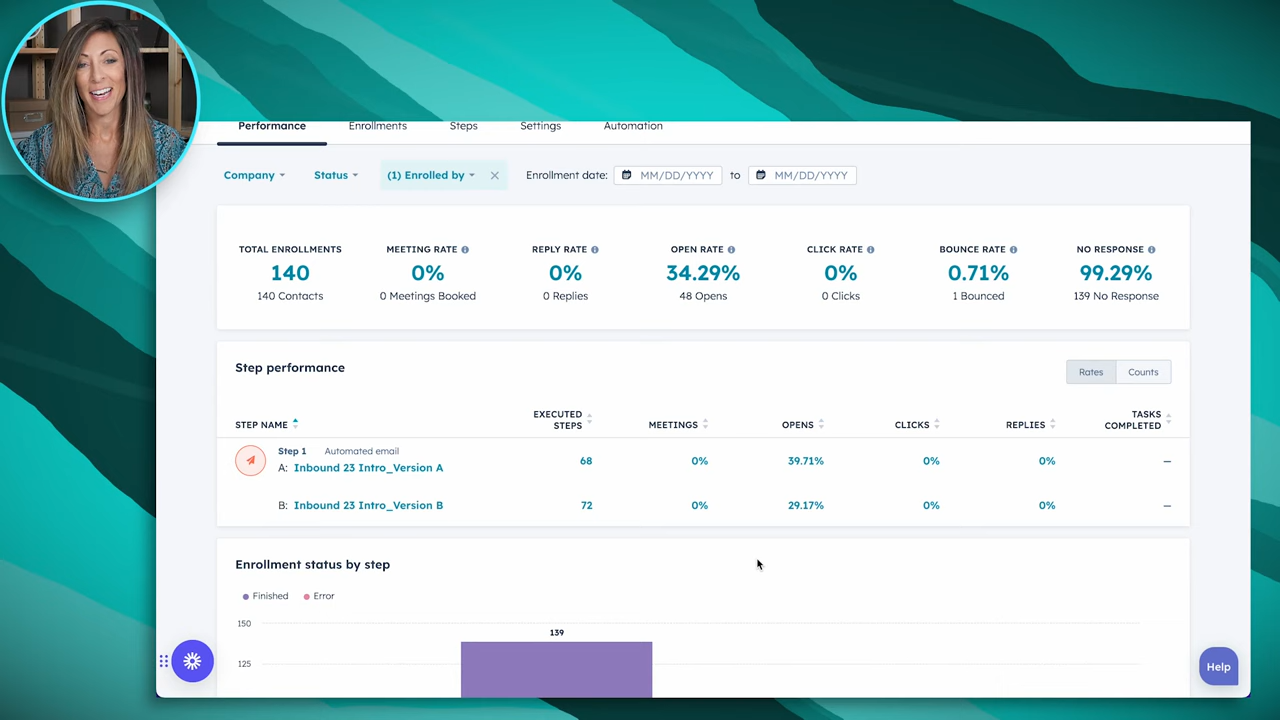 Performance Enrollments Steps Settings Automation
Company Status (1) Enrolled by Enrollment date: MM/DD/YYYY to MM/DD/YYYY
TOTAL ENROLLMENTS MEETING RATE REPLY RATE OPEN RATE CLICK RATE BOUNCE RATE NO RESPONSE
140 0% 0% 34.29% 0% 0.71% 99.29%
140 Contacts 0 Meetings Booked 0 Replies 48 Opens 0 Clicks 1 Bounced 139 No Response
Step performance Rates Counts
STEP NAME EXECUTED STEPS MEETINGS OPENS CLICKS REPLIES TASKS COMPLETED
Step 1 Automated email
A: Inbound 23 Intro_Version A 68 0% 39.71% 0% 0% –
B: Inbound 23 Intro_Version B 72 0% 29.17% 0% 0% –
Enrollment status by step
Finished Error
150
139
125
Help